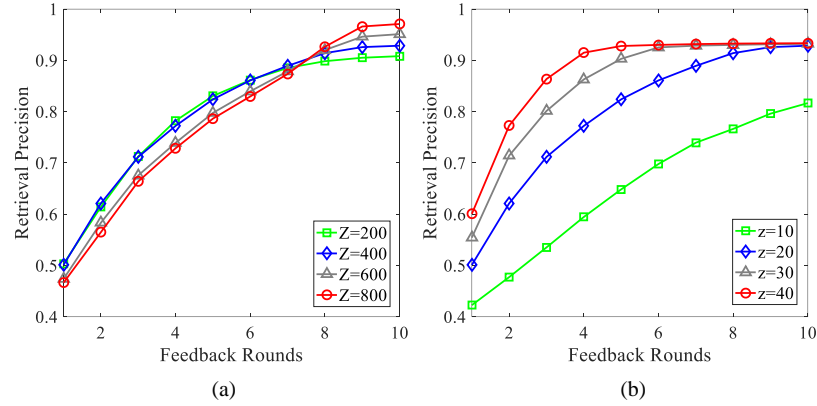 1
0.9
0.8
0.7
0.6
0.5
0.4
Retrieval Precision
Z=200
Z=400
Z=600
Z=800
2 4 6 8 10
Feedback Rounds
(a)
1
0.9
0.8
0.7
0.6
0.5
0.4
Retrieval Precision
z=10
z=20
z=30
z=40
2 4 6 8 10
Feedback Rounds
(b)